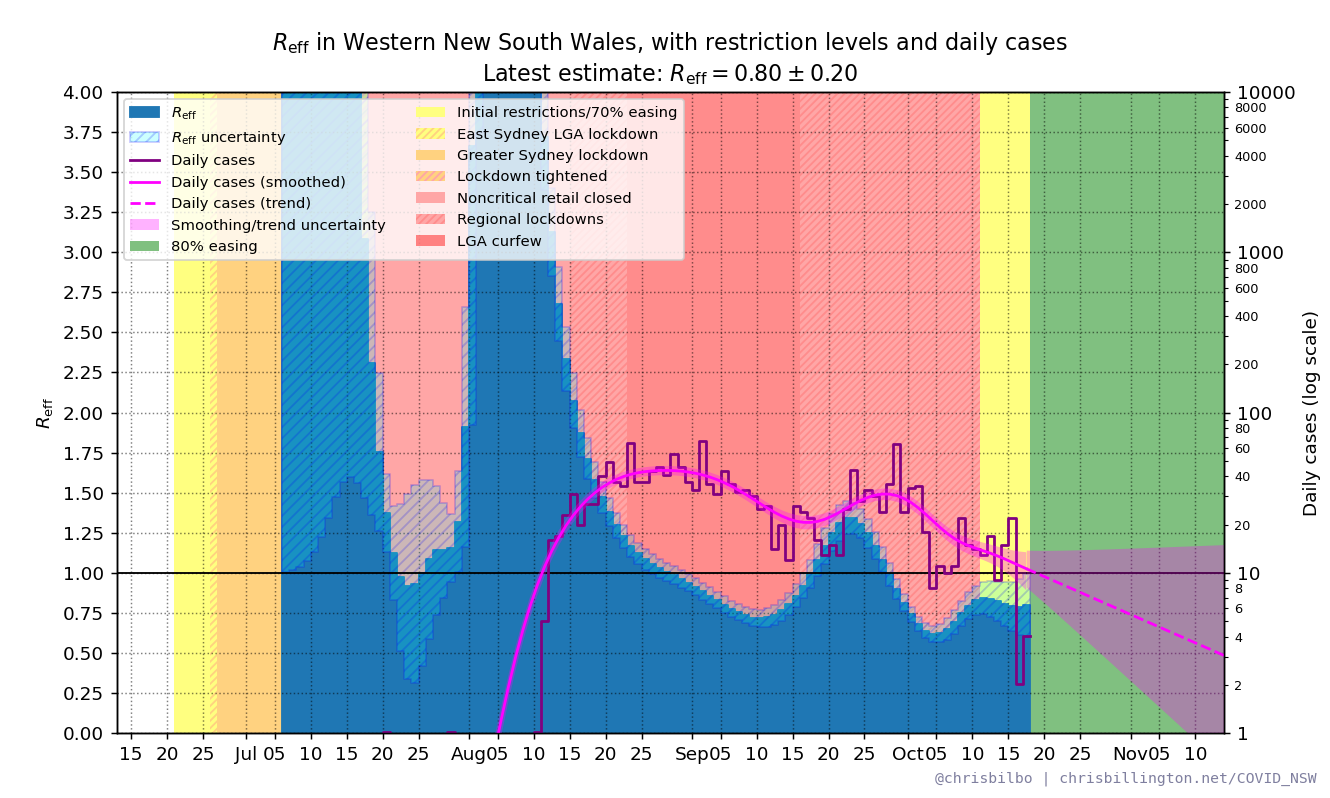 Reff in Western New South Wales, with restriction levels and daily cases
Latest estimate: Reff = 0.80 ± 0.20
Reff
Reff uncertainty
Daily cases
Daily cases (smoothed)
Daily cases (trend)
Smoothing/trend uncertainty
80% easing
Initial restrictions/70% easing
East Sydney LGA lockdown
Greater Sydney lockdown
Lockdown tightened
Noncritical retail closed
Regional lockdowns
LGA curfew
Reff
4.00
3.75
3.50
3.25
3.00
2.75
2.50
2.25
2.00
1.75
1.50
1.25
1.00
0.75
0.50
0.25
0.00
10000
8000
6000
4000
2000
1000
800
600
400
200
100
80
60
40
20
10
8
6
4
2
1
Daily cases (log scale)
15 20 25 Jul 05 10 15 20 25 Aug 05 10 15 20 25 Sep 05 10 15 20 25 Oct 05 10 15 20 25 Nov 05 10
@chrisbilbo | chrisbillington.net/COVID_NSW